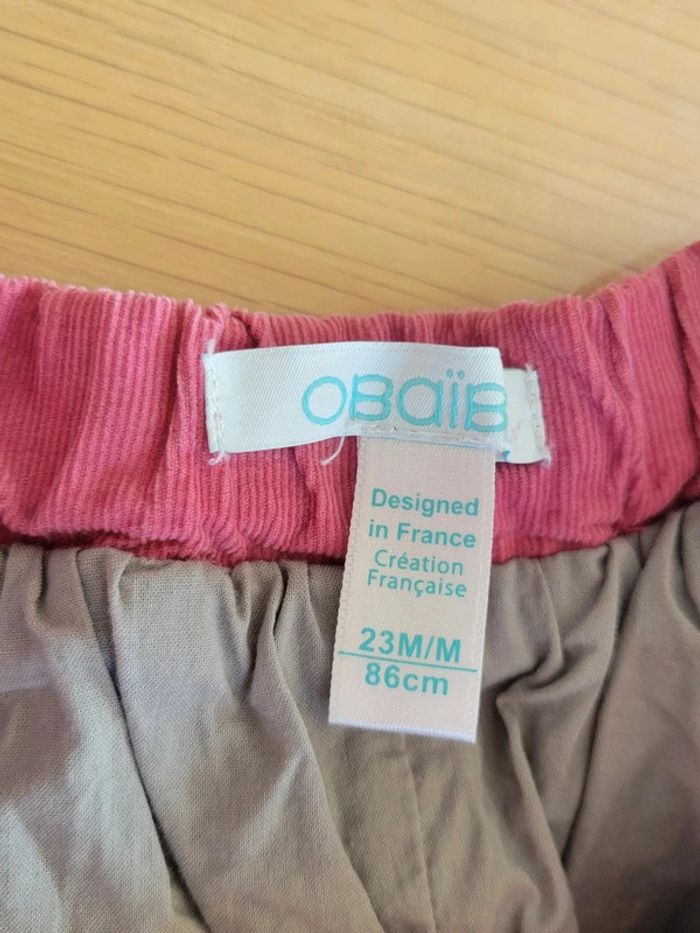 OBaïB
Designed
in France
Création
Française
23M/M
86cm